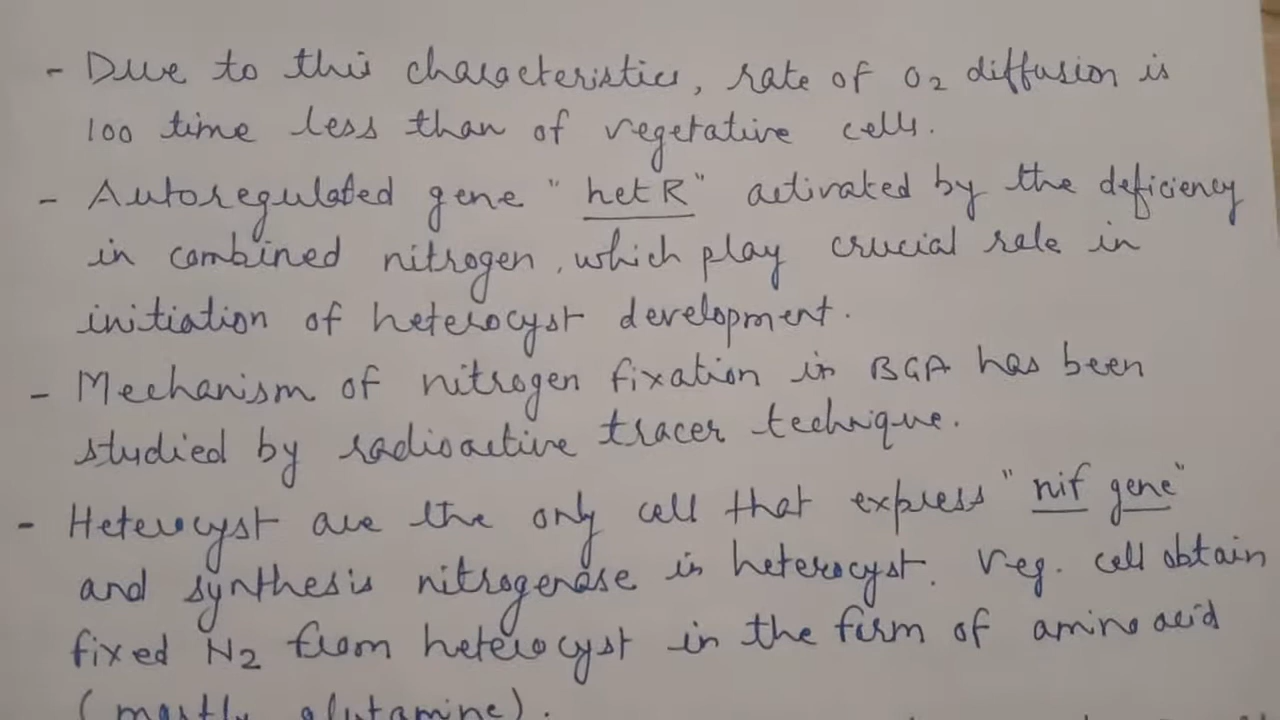 - Due to this characteristics, rate of O2 diffusion is
100 time less than of vegetative cells.
- Autoregulated gene "hetR" activated by the deficiency
in combined nitrogen, which play crucial role in
initiation of heterocyst development.
- Mechanism of nitrogen fixation in BGA has been
studied by radioactive tracer technique.
- Heterocyst are the only cell that express "nif gene"
and synthesis nitrogenase in heterocyst. Veg. cell obtain
fixed N2 from heterocyst in the form of amino acid
(mostly glutamine).